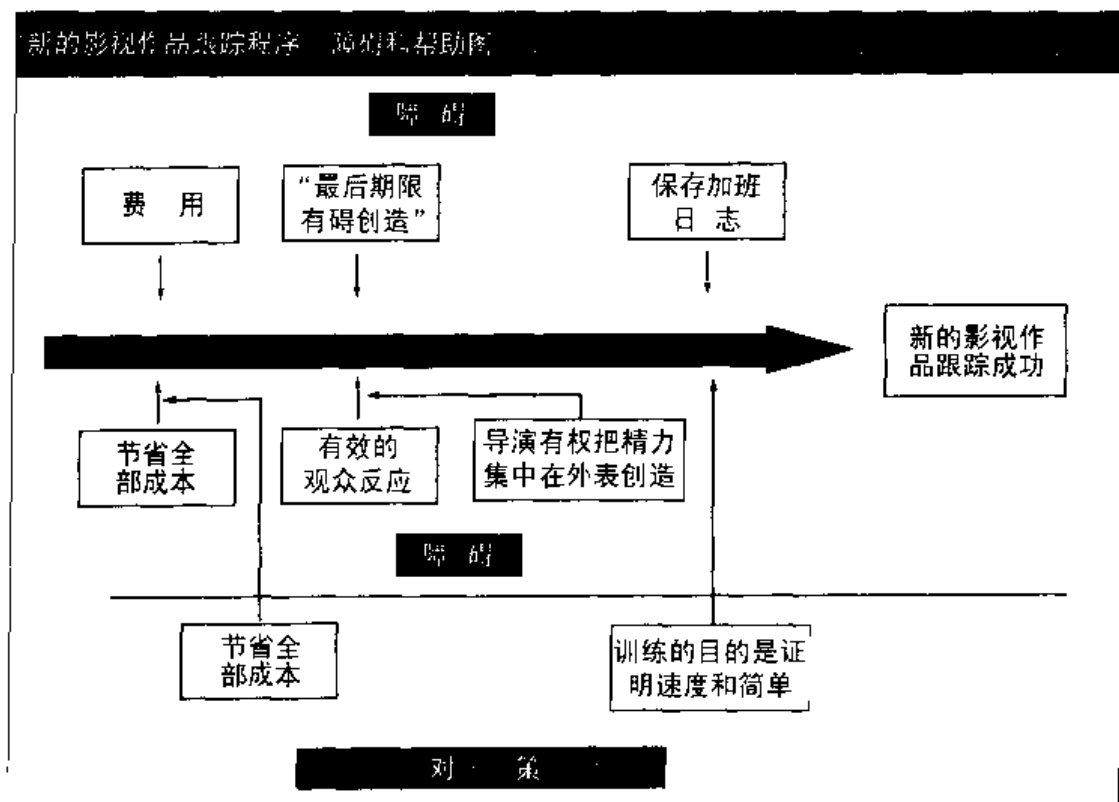 新的影视作品跟踪程序 障碍和帮助图
障 碍
费 用
“最后期限
有碍创造”
保存加班
日 志
新的影视作
品跟踪成功
节省全
部成本
有效的
观众反应
导演有权把精力
集中在外表创造
障 碍
节省全
部成本
训练的目的是证
明速度和简单
对 策